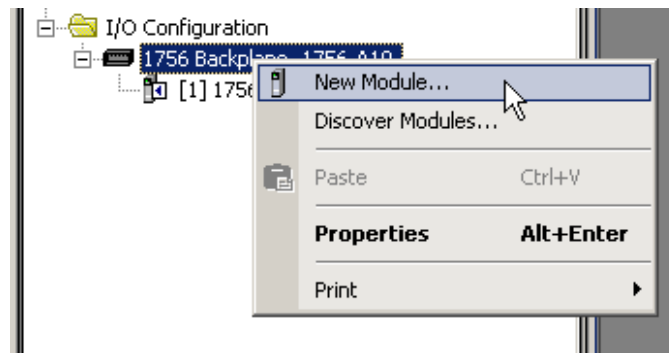 I/O Configuration
1756 Backplane, 1756-A10
[1] 1756
New Module...
Discover Modules...
Paste Ctrl+V
Properties Alt+Enter
Print